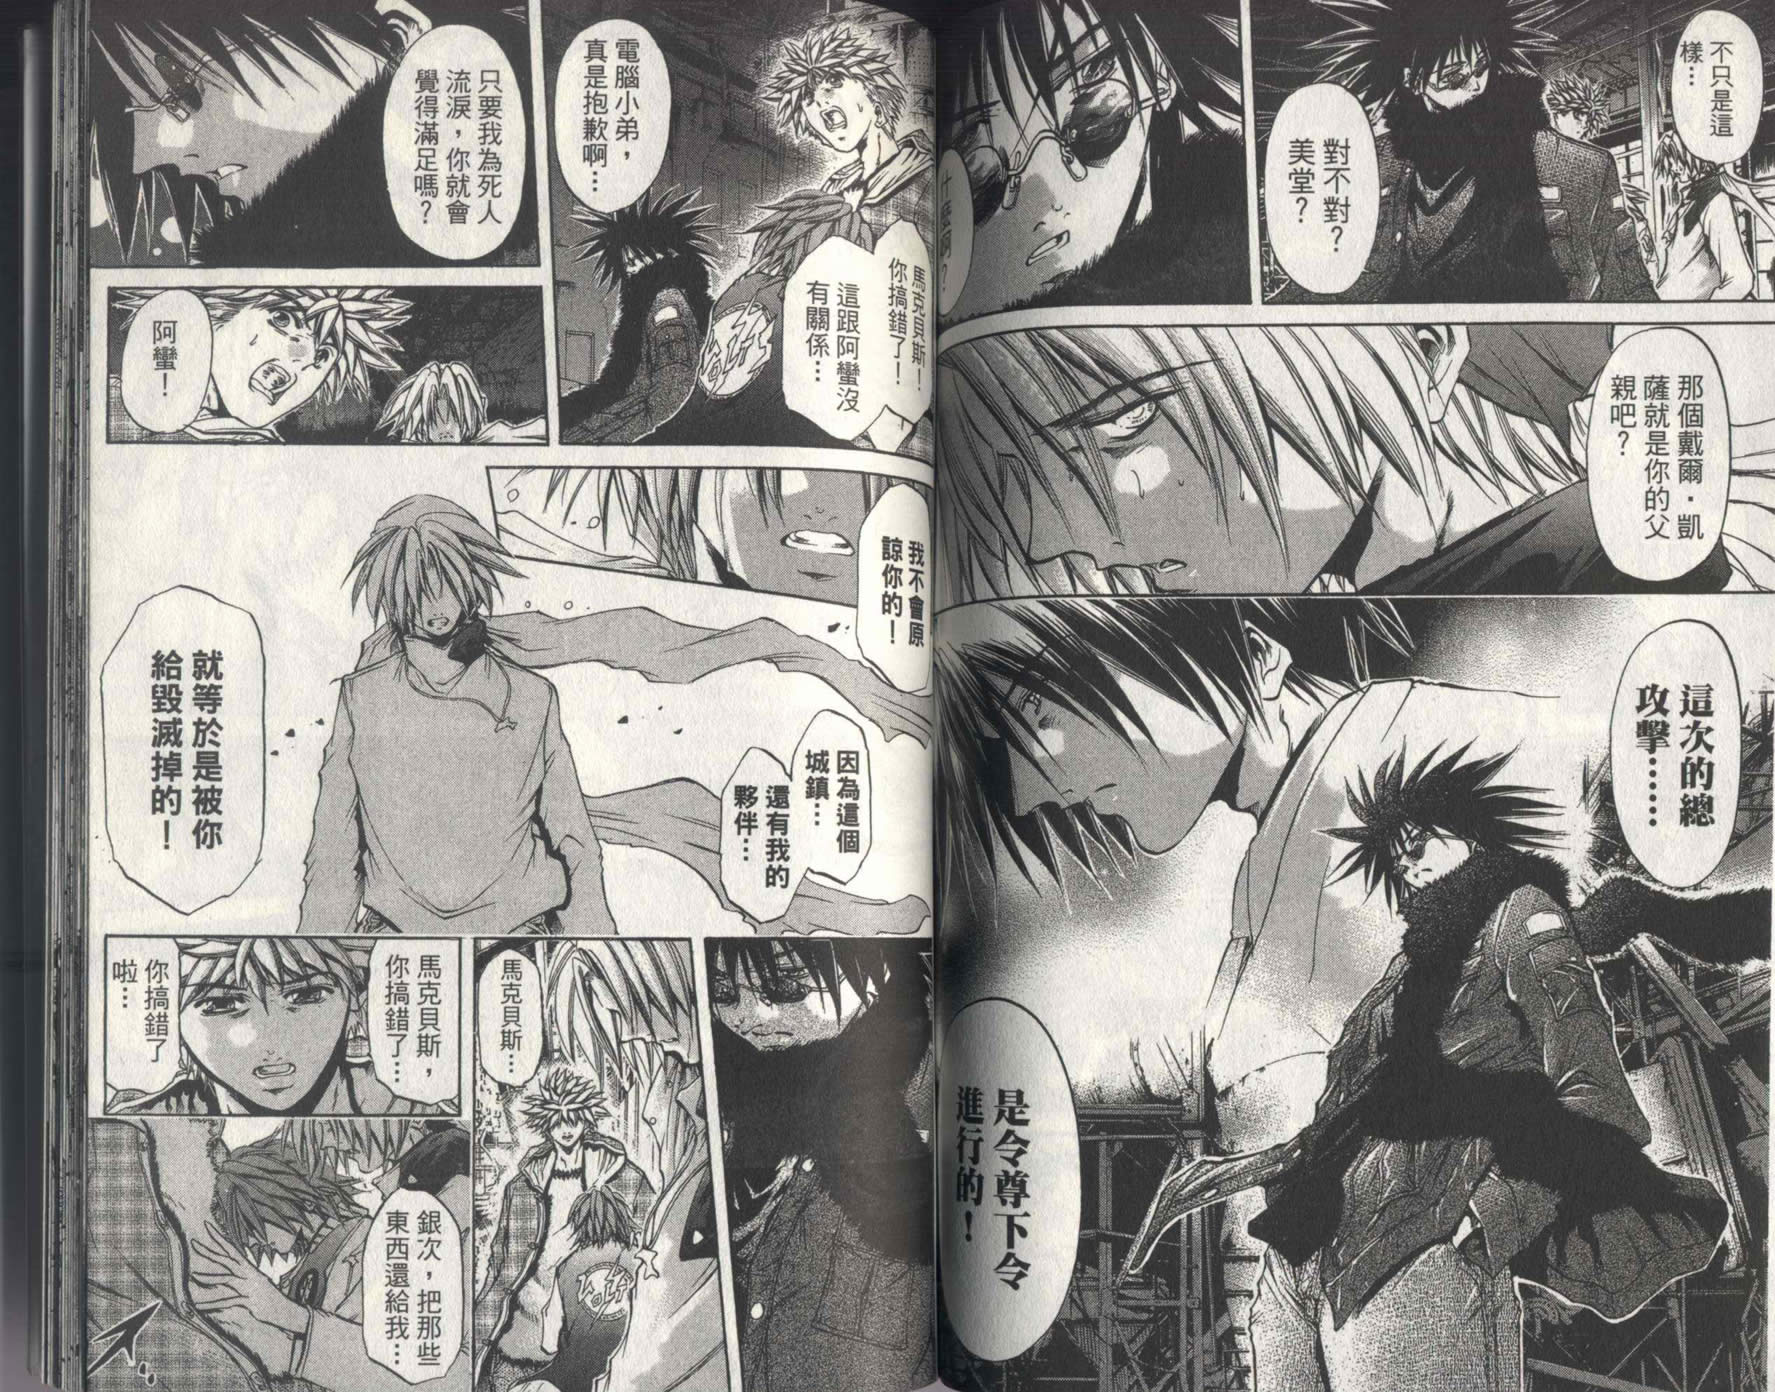 不只是這
樣…
對不對?
美堂?
什麼啊?
那個戴爾．凱
薩就是你的父
親吧?
這次的總
攻擊……
是令尊下令
進行的!
電腦小弟，
真是抱歉啊…
馬克貝斯!
你搞錯了!
這跟阿蠻沒
有關係…
只要我為死人
流淚，你就會
覺得滿足嗎?
阿蠻!
我不會原
諒你的!
因為這個
城鎮…
還有我的
夥伴…
就等於是被你
給毀滅掉的!
馬克貝斯…
馬克貝斯，
你搞錯了…
你搞錯了
啦…
銀次，把那些
東西還給我…